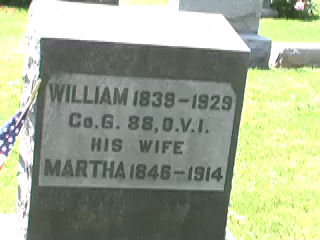 WILLIAM 1839-1929
Co. G. 88, O.V.I.
HIS WIFE
MARTHA 1846-1914